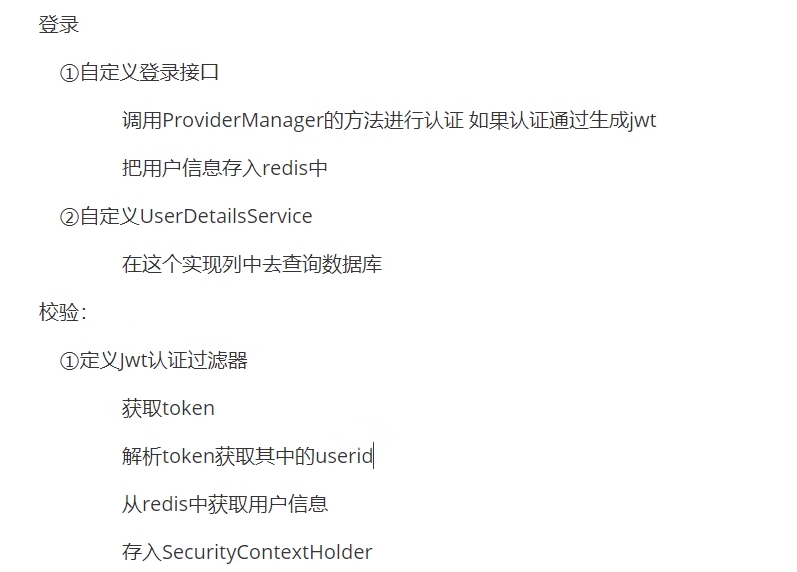 登录
①自定义登录接口
调用ProviderManager的方法进行认证 如果认证通过生成jwt
把用户信息存入redis中
②自定义UserDetailsService
在这个实现列中去查询数据库
校验：
①定义Jwt认证过滤器
获取token
解析token获取其中的userid
从redis中获取用户信息
存入SecurityContextHolder